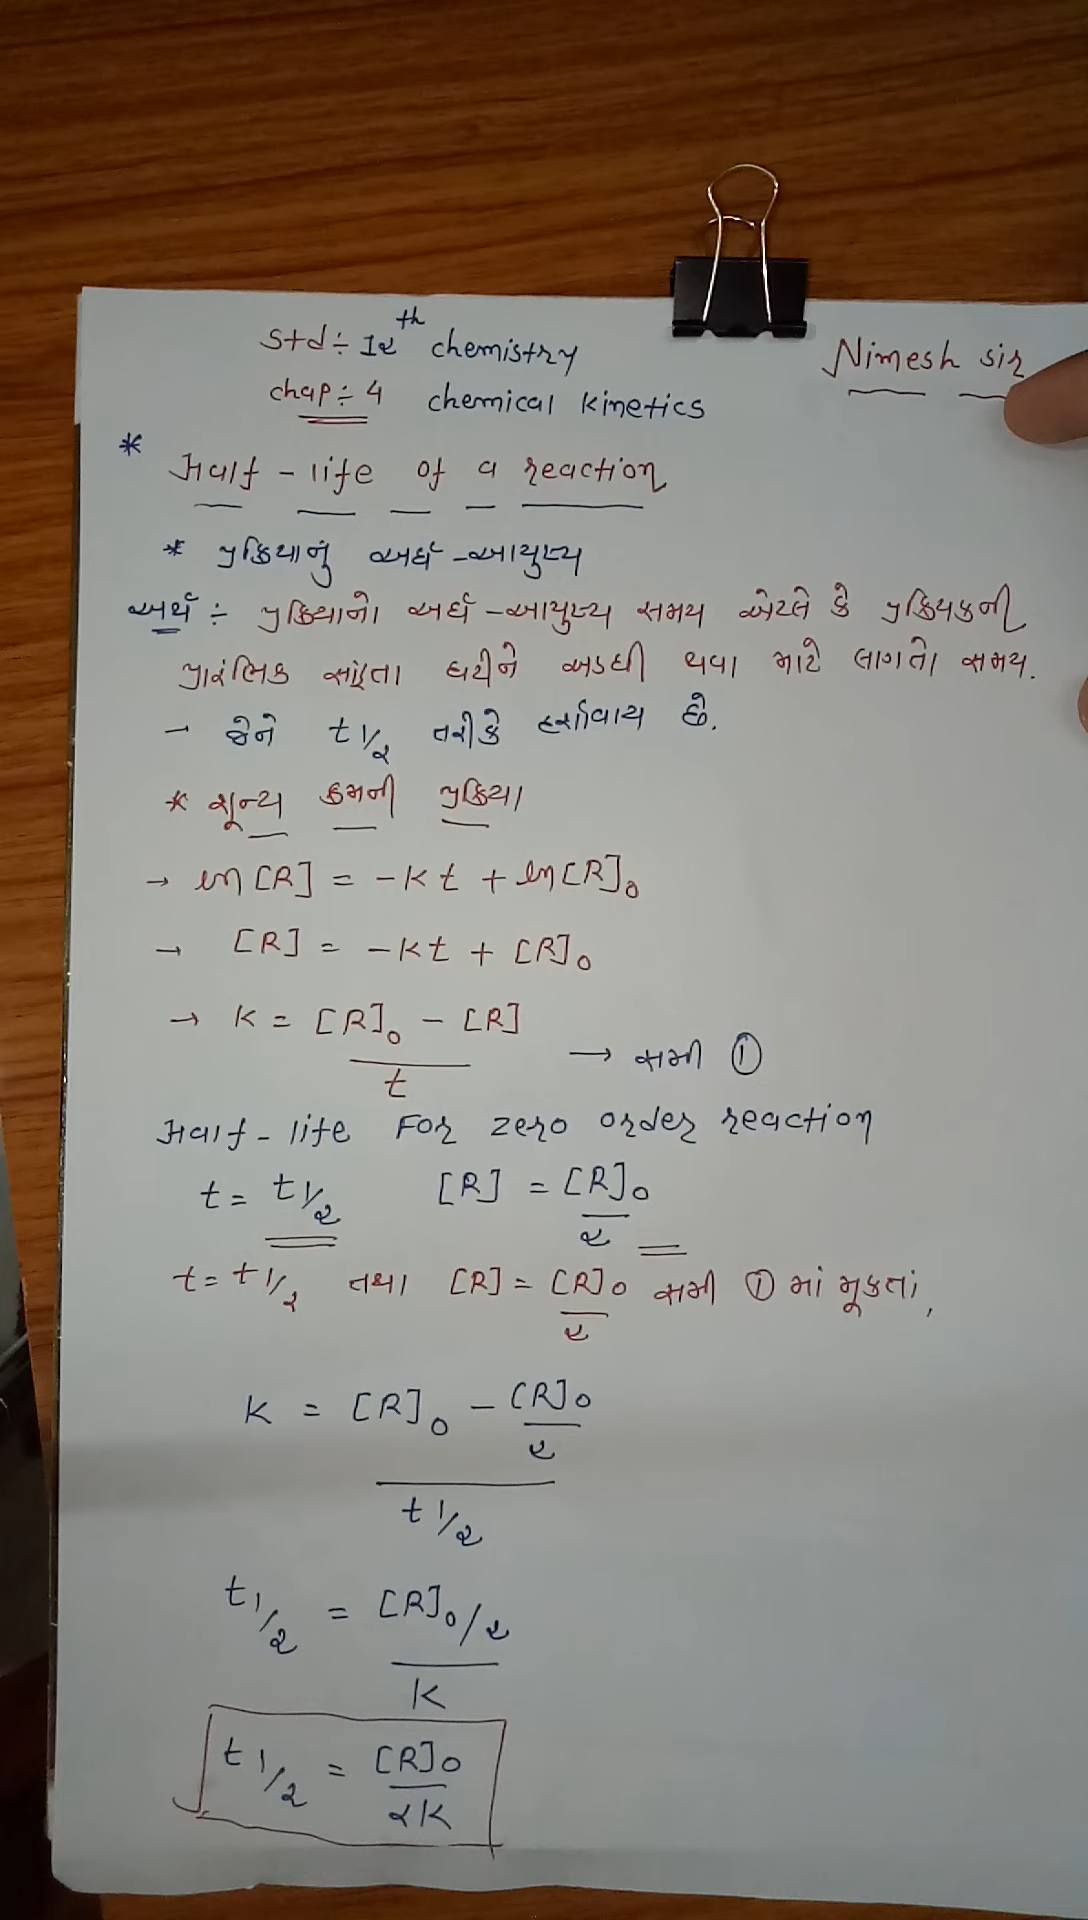 Std ÷ 12th chemistry
Nimesh sir
chap ÷ 4 chemical kinetics
* Half - life of a reaction
* પ્રક્રિયાનું અર્ધ - આયુષ્ય
અર્થ ÷ પ્રક્રિયાનો અર્ધ - આયુષ્ય સમય એટલે કે પ્રક્રિયકની
પ્રારંભિક સાંદ્રતા ઘટીને અડધી થવા માટે લાગતો સમય.
→ જેને t1/2 તરીકે દર્શાવાય છે.
* શૂન્ય ક્રમની પ્રક્રિયા
→ ln [R] = -kt + ln [R]0
→ [R] = -kt + [R]0
→ K = [R]0 - [R]
t
→ સમી ①
Half - life For zero order reaction
t = t1/2 [R] = [R]0/2
t = t1/2 તથા [R] = [R]0/2 સમી ① માં મૂકતાં,
K = [R]0 - [R]0/2
t1/2
t1/2 = [R]0/2
K
t1/2 = [R]0
2K